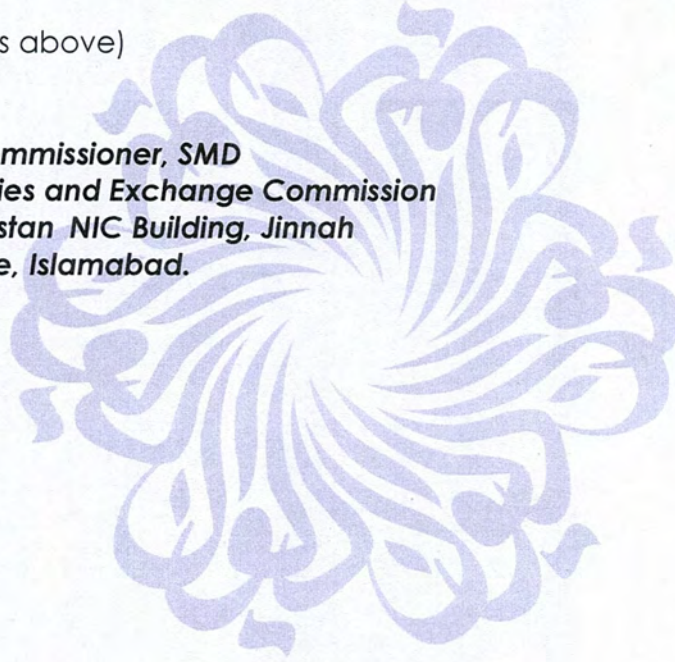 s above)
mmissioner, SMD
ies and Exchange Commission
stan NIC Building, Jinnah
e, Islamabad.